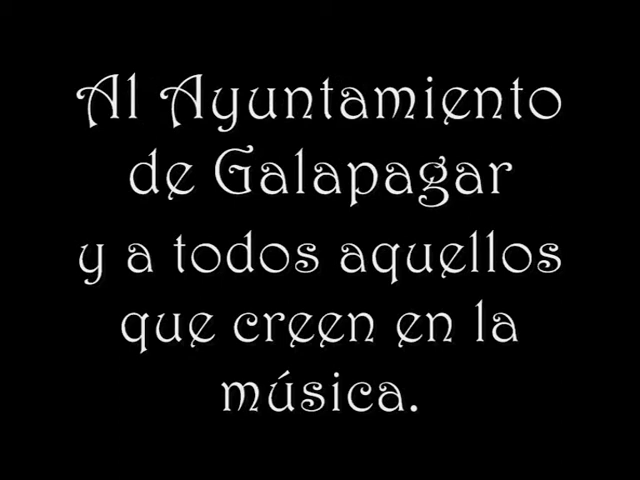 Al Ayuntamiento
de Galapagar
y a todos aquellos
que creen en la
música.